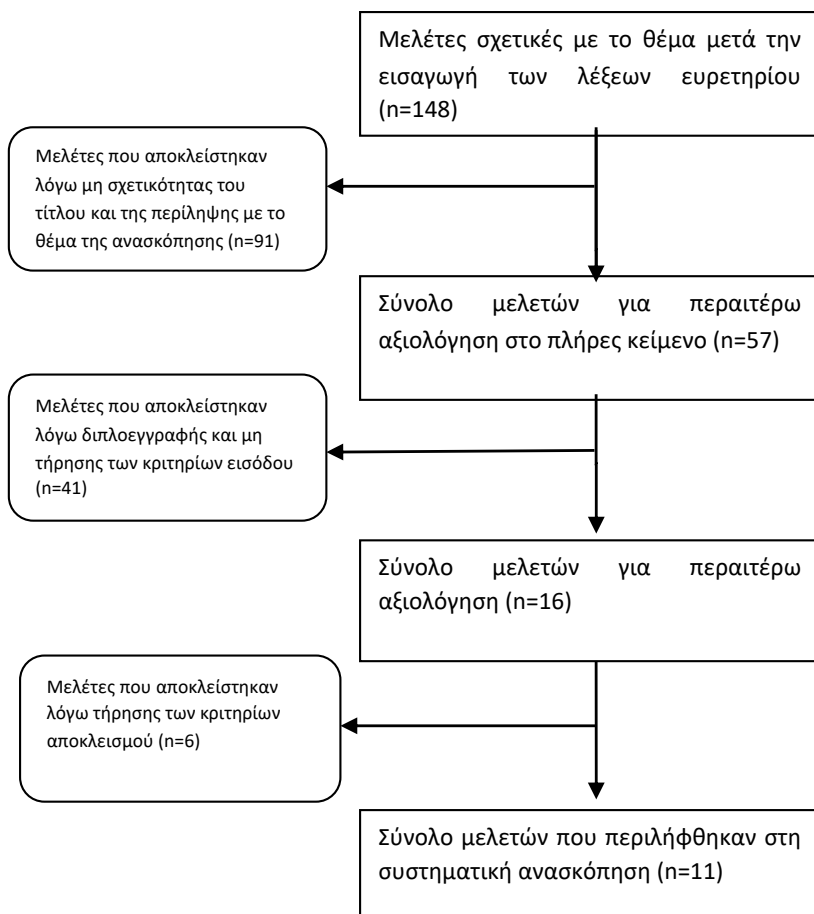 Μελέτες σχετικές με το θέμα μετά την
εισαγωγή των λέξεων ευρετηρίου
(n=148)
Μελέτες που αποκλείστηκαν
λόγω μη σχετικότητας του
τίτλου και της περίληψης με το
θέμα της ανασκόπησης (n=91)
Σύνολο μελετών για περαιτέρω
αξιολόγηση στο πλήρες κείμενο (n=57)
Μελέτες που αποκλείστηκαν
λόγω διπλοεγγραφής και μη
τήρησης των κριτηρίων εισόδου
(n=41)
Σύνολο μελετών για περαιτέρω
αξιολόγηση (n=16)
Μελέτες που αποκλείστηκαν
λόγω τήρησης των κριτηρίων
αποκλεισμού (n=6)
Σύνολο μελετών που περιλήφθηκαν στη
συστηματική ανασκόπηση (n=11)